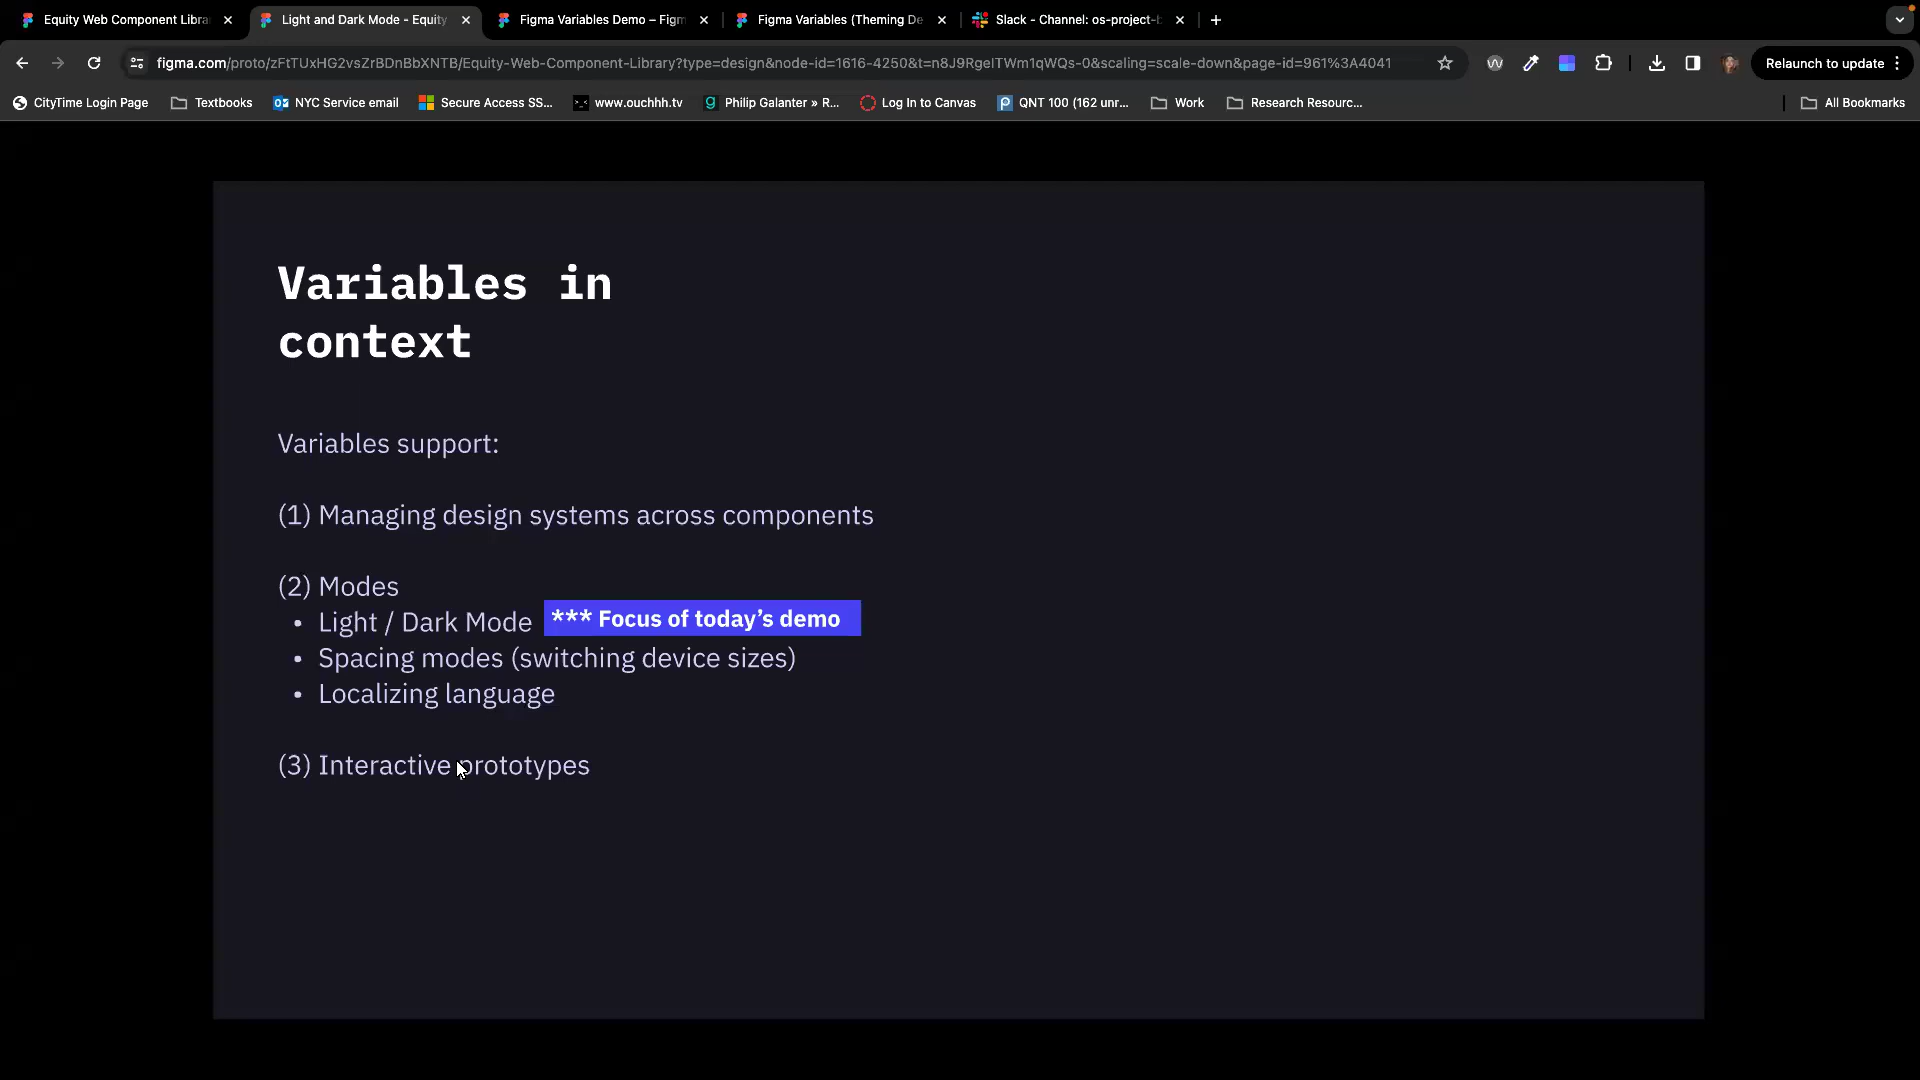 Equity Web Component Libra
Light and Dark Mode - Equity
Figma Variables Demo – Figm
Figma Variables (Theming De
Slack - Channel: os-project-b
figma.com/proto/zFtTUxHG2vsZrBDnBbXNTB/Equity-Web-Component-Library?type=design&node-id=1616-4250&t=n8J9RgelTWm1qWQs-0&scaling=scale-down&page-id=961%3A4041
Relaunch to update
CityTime Login Page
Textbooks
NYC Service email
Secure Access SS...
www.ouchhh.tv
Philip Galanter » R...
Log In to Canvas
QNT 100 (162 unr...
Work
Research Resourc...
All Bookmarks
Variables in
context
Variables support:
(1) Managing design systems across components
(2) Modes
• Light / Dark Mode *** Focus of today’s demo
• Spacing modes (switching device sizes)
• Localizing language
(3) Interactive prototypes